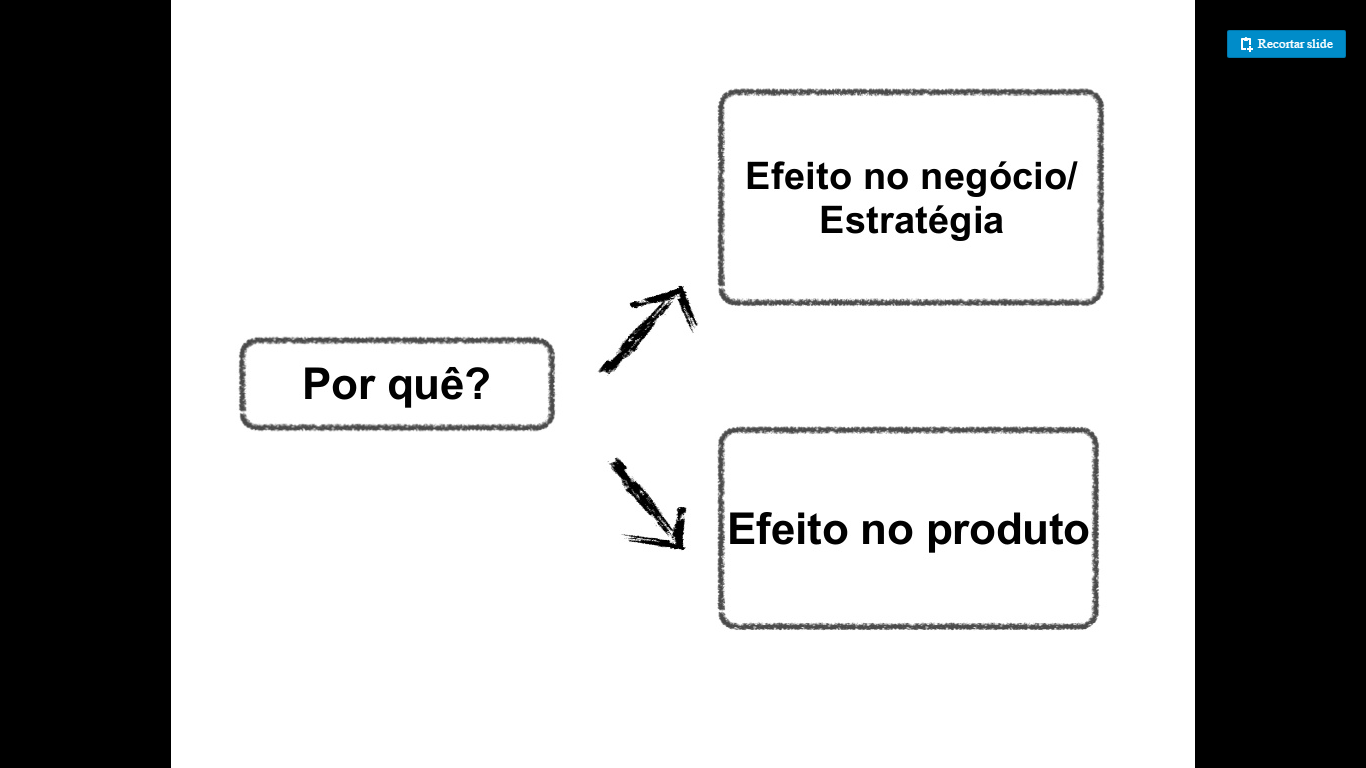 Recortar slide
Efeito no negócio/
Estratégia
Por quê?
Efeito no produto